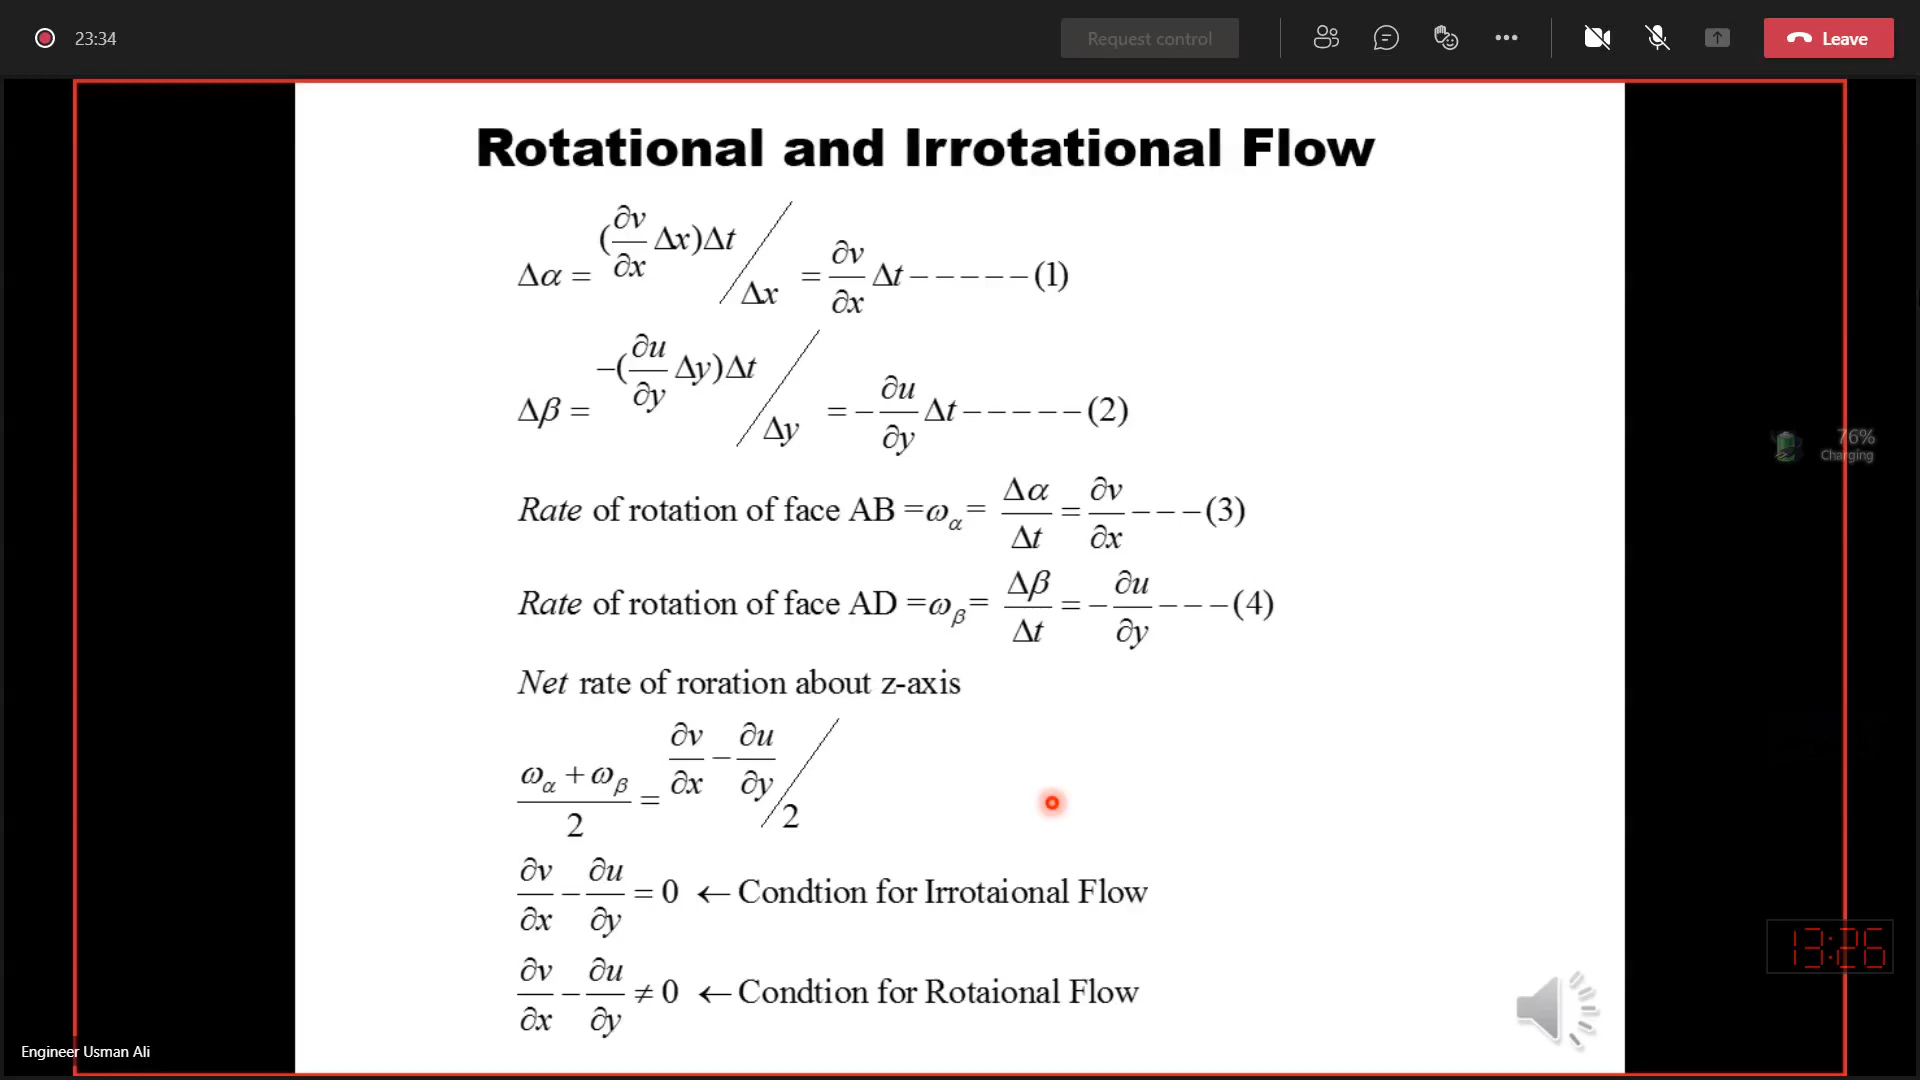 23:34
Request control
Leave
Rotational and Irrotational Flow
Δα = (∂v/∂x Δx)Δt / Δx = ∂v/∂x Δt − − − − − (1)
Δβ = −(∂u/∂y Δy)Δt / Δy = − ∂u/∂y Δt − − − − − (2)
76%
Charging
Rate of rotation of face AB = ω_α = Δα/Δt = ∂v/∂x − − − (3)
Rate of rotation of face AD = ω_β = Δβ/Δt = − ∂u/∂y − − − (4)
Net rate of roration about z-axis
(ω_α + ω_β)/2 = ∂v/∂x − ∂u/∂y / 2
∂v/∂x − ∂u/∂y = 0 ← Condtion for Irrotaional Flow
13:26
∂v/∂x − ∂u/∂y ≠ 0 ← Condtion for Rotaional Flow
Engineer Usman Ali